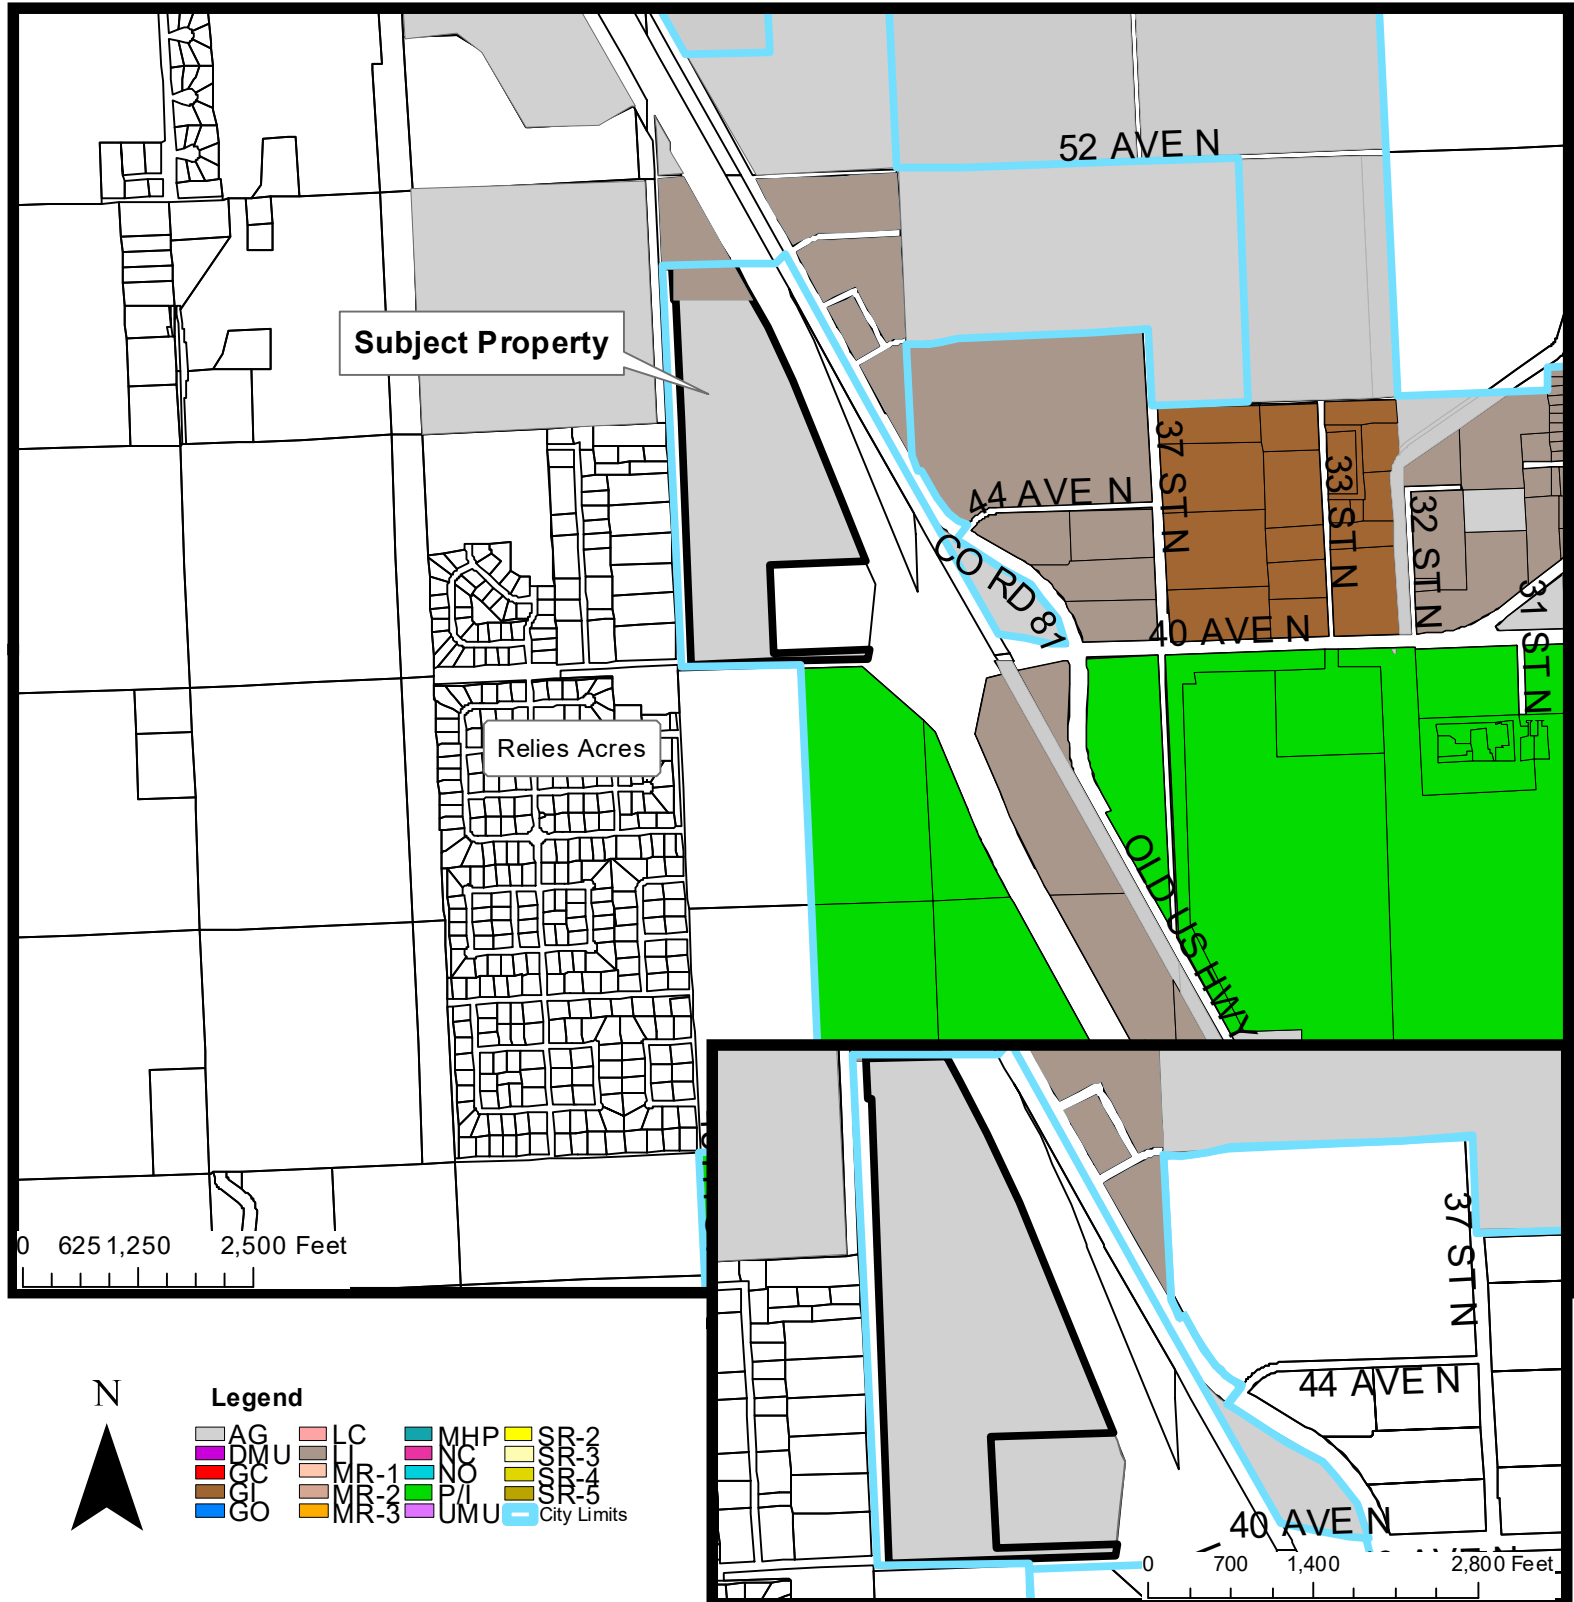 52 AVE N
Subject Property
37 ST N
33 ST N
32 ST N
31 ST N
44 AVE N
CO RD 81
40 AVE N
Relies Acres
OLD US HWY
0 625 1,250 2,500 Feet
37 ST N
44 AVE N
40 AVE N
0 700 1,400 2,800 Feet
N
Legend
AG LC MHP SR-2
DMU LI NC SR-3
GC MR-1 NO SR-4
GI MR-2 P/I SR-5
GO MR-3 UMU City Limits